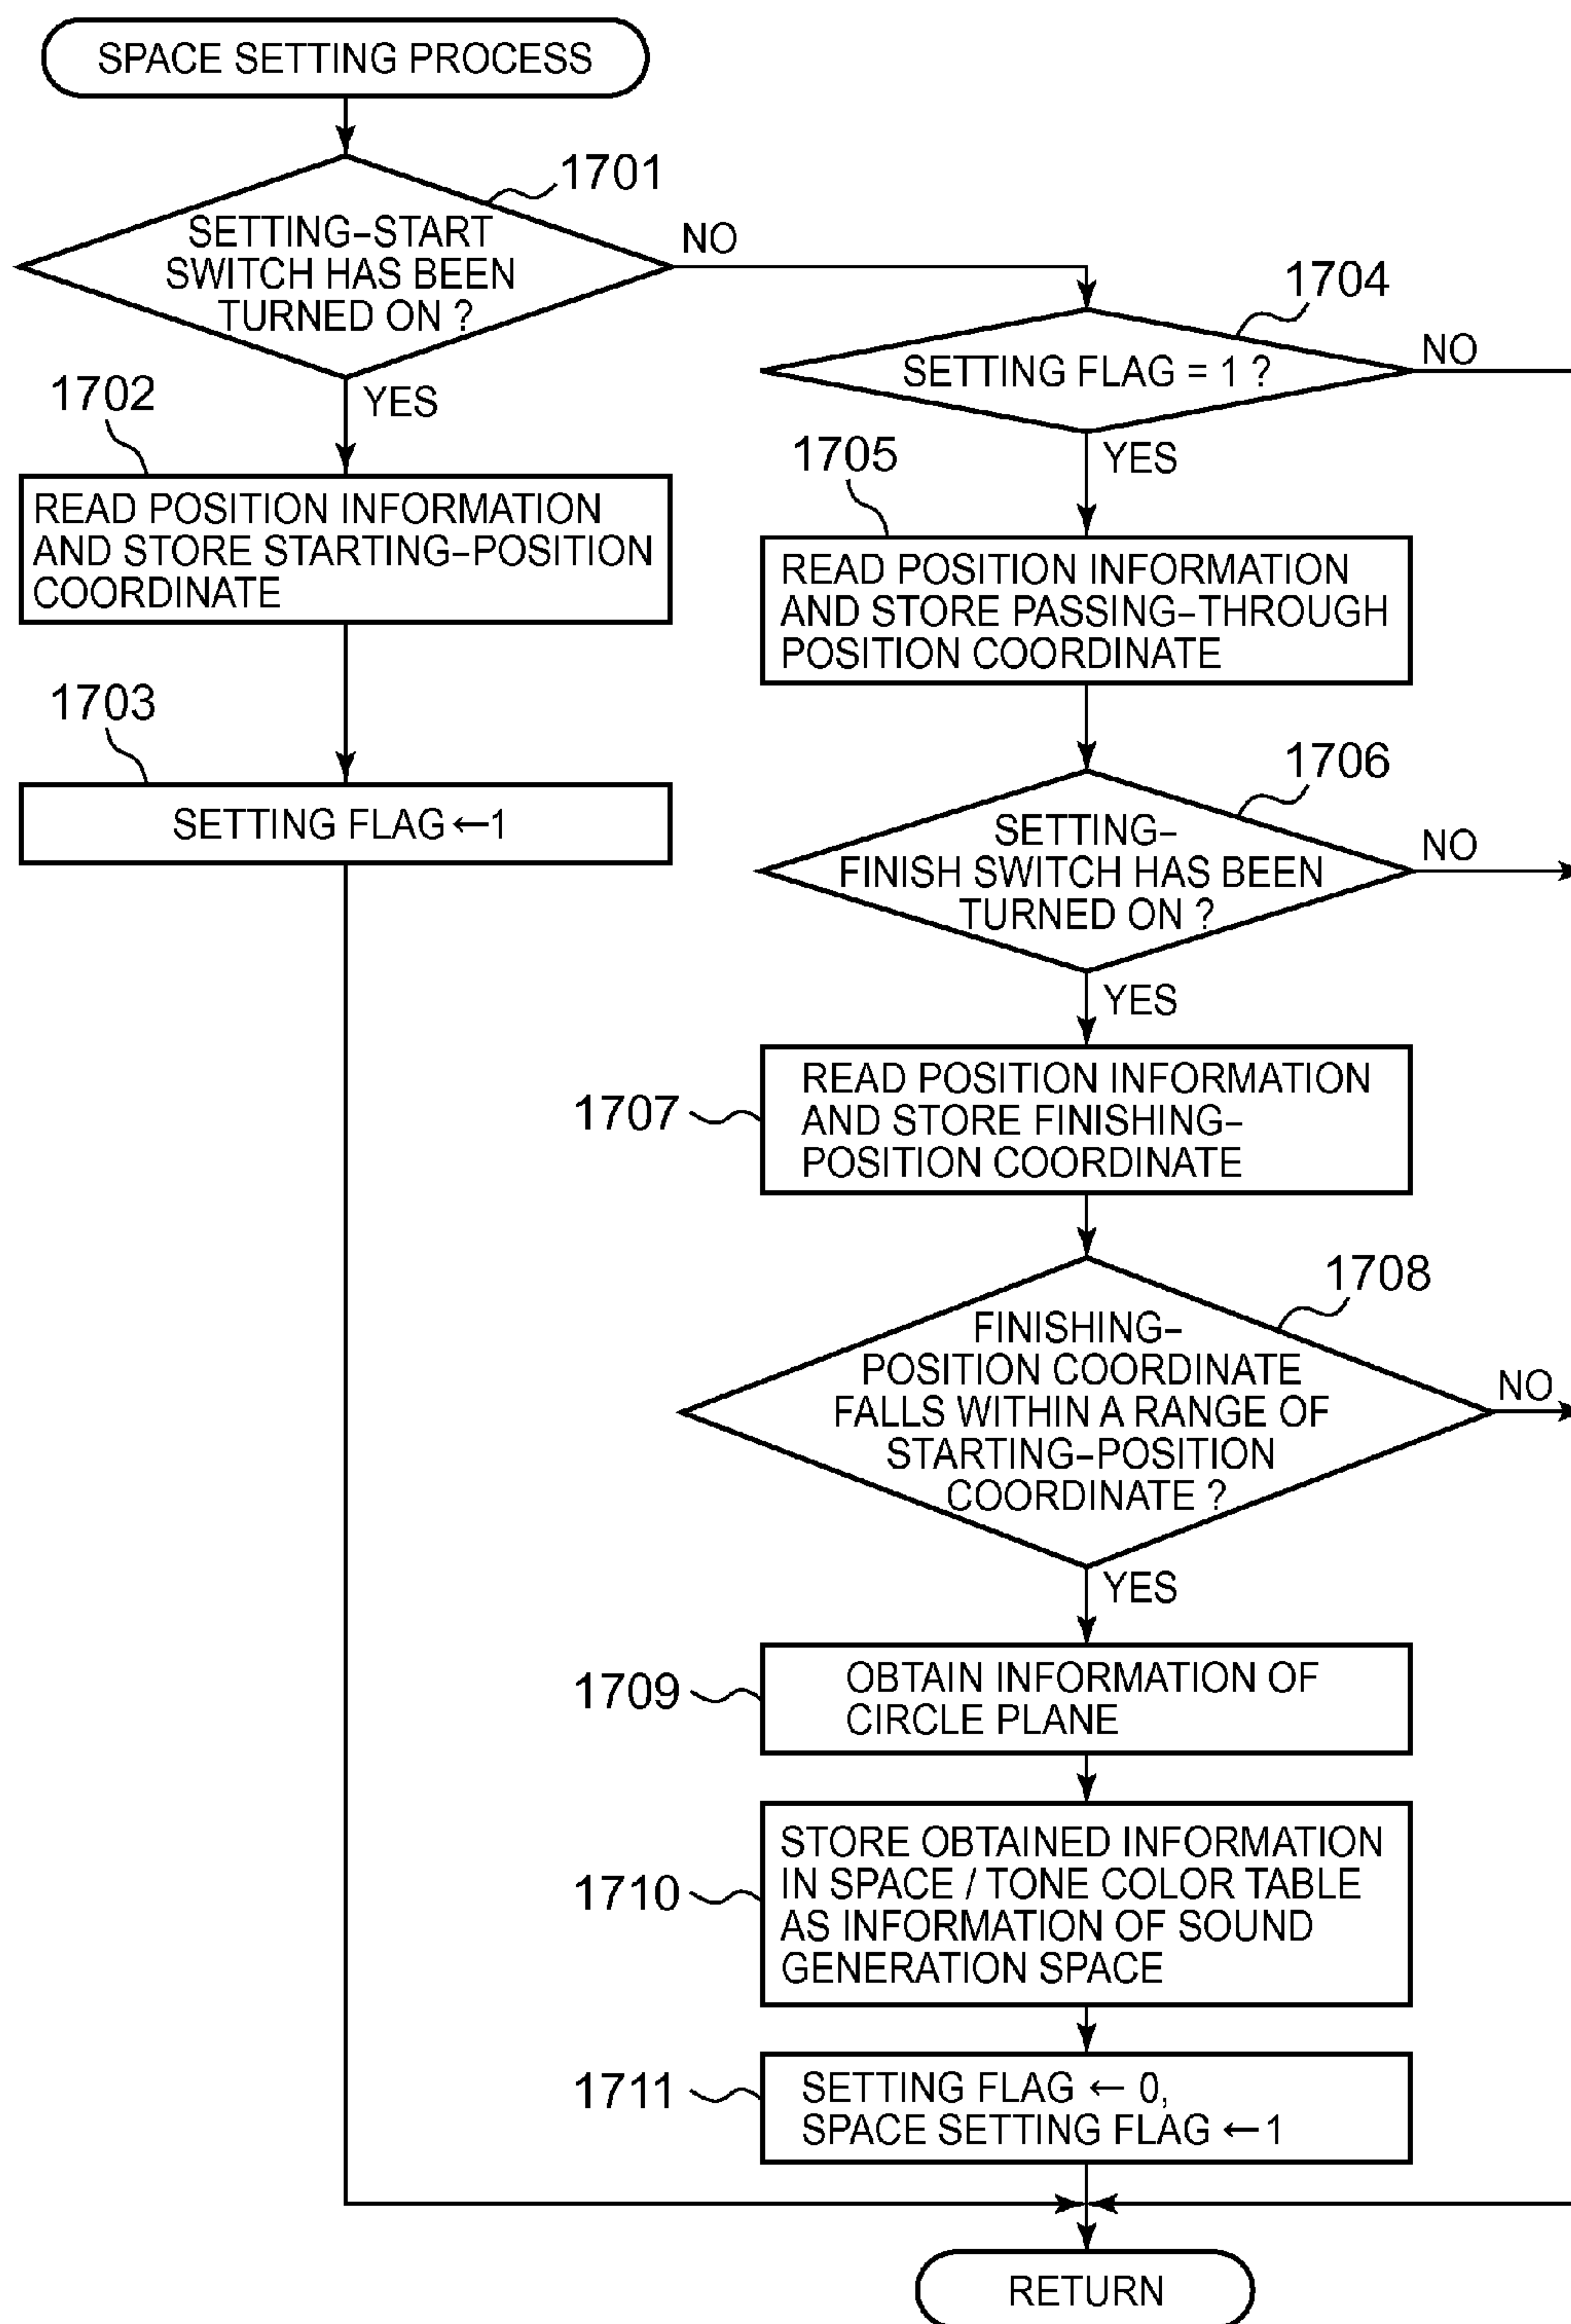 SPACE SETTING PROCESS
1701
SETTING–START
SWITCH HAS BEEN
TURNED ON ?
NO
YES
1702
READ POSITION INFORMATION
AND STORE STARTING–POSITION
COORDINATE
1703
SETTING FLAG ←1
1704
SETTING FLAG = 1 ?
NO
YES
1705
READ POSITION INFORMATION
AND STORE PASSING–THROUGH
POSITION COORDINATE
1706
SETTING–
FINISH SWITCH HAS BEEN
TURNED ON ?
NO
YES
1707
READ POSITION INFORMATION
AND STORE FINISHING–
POSITION COORDINATE
1708
FINISHING–
POSITION COORDINATE
FALLS WITHIN A RANGE OF
STARTING–POSITION
COORDINATE ?
NO
YES
1709
OBTAIN INFORMATION OF
CIRCLE PLANE
1710
STORE OBTAINED INFORMATION
IN SPACE / TONE COLOR TABLE
AS INFORMATION OF SOUND
GENERATION SPACE
1711
SETTING FLAG ← 0,
SPACE SETTING FLAG ←1
RETURN